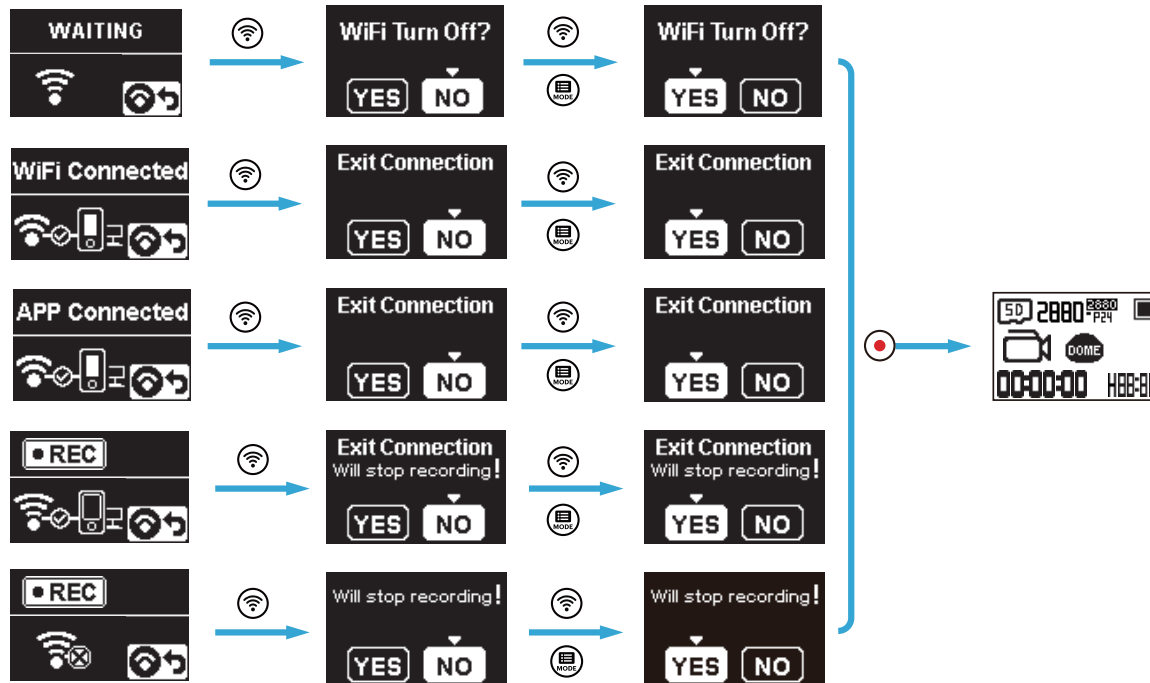 WAITING
WiFi Turn Off?
YES NO
MODE
WiFi Turn Off?
YES NO
WiFi Connected
Exit Connection
YES NO
MODE
Exit Connection
YES NO
APP Connected
Exit Connection
YES NO
MODE
Exit Connection
YES NO
SD 2880 2880 P24
DOME
00:00:00
● REC
Exit Connection
Will stop recording!
YES NO
MODE
Exit Connection
Will stop recording!
YES NO
● REC
Will stop recording!
YES NO
MODE
Will stop recording!
YES NO